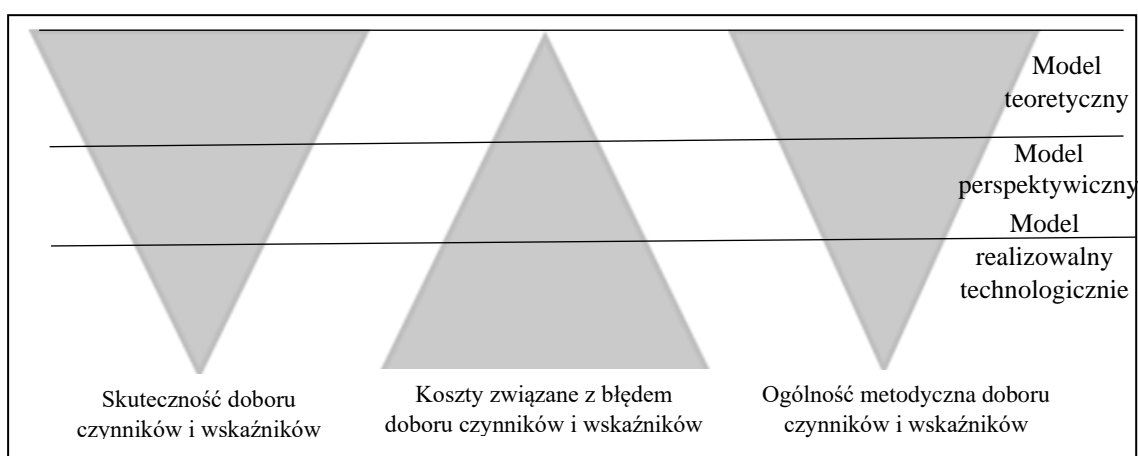 Model
teoretyczny
Model
perspektywiczny
Model
realizowalny
technologicznie
Skuteczność doboru
czynników i wskaźników
Koszty związane z błędem
doboru czynników i wskaźników
Ogólność metodyczna doboru
czynników i wskaźników